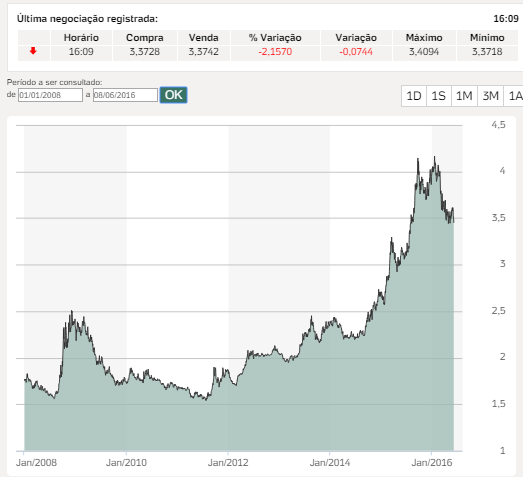 Última negociação registrada: 16:09
Horário Compra Venda % Variação Variação Máximo Mínimo
16:09 3,3728 3,3742 -2,1570 -0,0744 3,4094 3,3718
Período a ser consultado:
de 01/01/2008 a 08/06/2016 OK
1D 1S 1M 3M 1A
4,5
4
3,5
3
2,5
2
1,5
1
Jan/2008 Jan/2010 Jan/2012 Jan/2014 Jan/2016